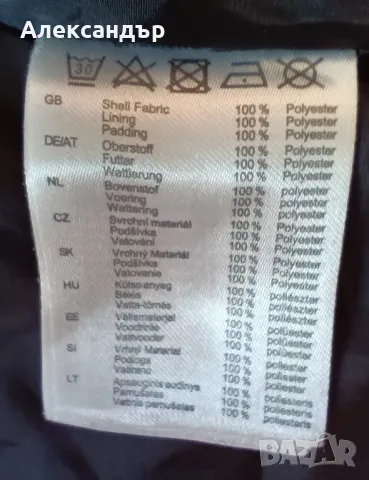 Александър
30
GB Shell Fabric 100 % Polyester
Lining 100 % Polyester
Padding 100 % Polyester
DE/AT Oberstoff 100 % Polyester
Futter 100 % Polyester
Wattierung 100 % Polyester
NL Bovenstof 100 % polyester
Voering 100 % polyester
Wattering 100 % polyester
CZ Svrchní materiál 100 % Polyester
Podšívka 100 % Polyester
Vatování 100 % Polyester
SK Vrchný Materiál 100 % Polyester
Podšívka 100 % Polyester
Vatovanie 100 % Polyester
HU Külső anyag 100 % poliészter
Bélés 100 % poliészter
Vatta-tömés 100 % poliészter
EE Välismaterjal 100 % polüester
Voodriide 100 % polüester
Vattvooder 100 % polüester
SI Vrhnji Material 100 % poliester
Podloga 100 % poliester
Vatirano 100 % poliester
LT Apsauginis audinys 100 % poliesteris
Pamušalas 100 % poliesteris
Vatinis pamušalas 100 % poliesteris
bazar.bg